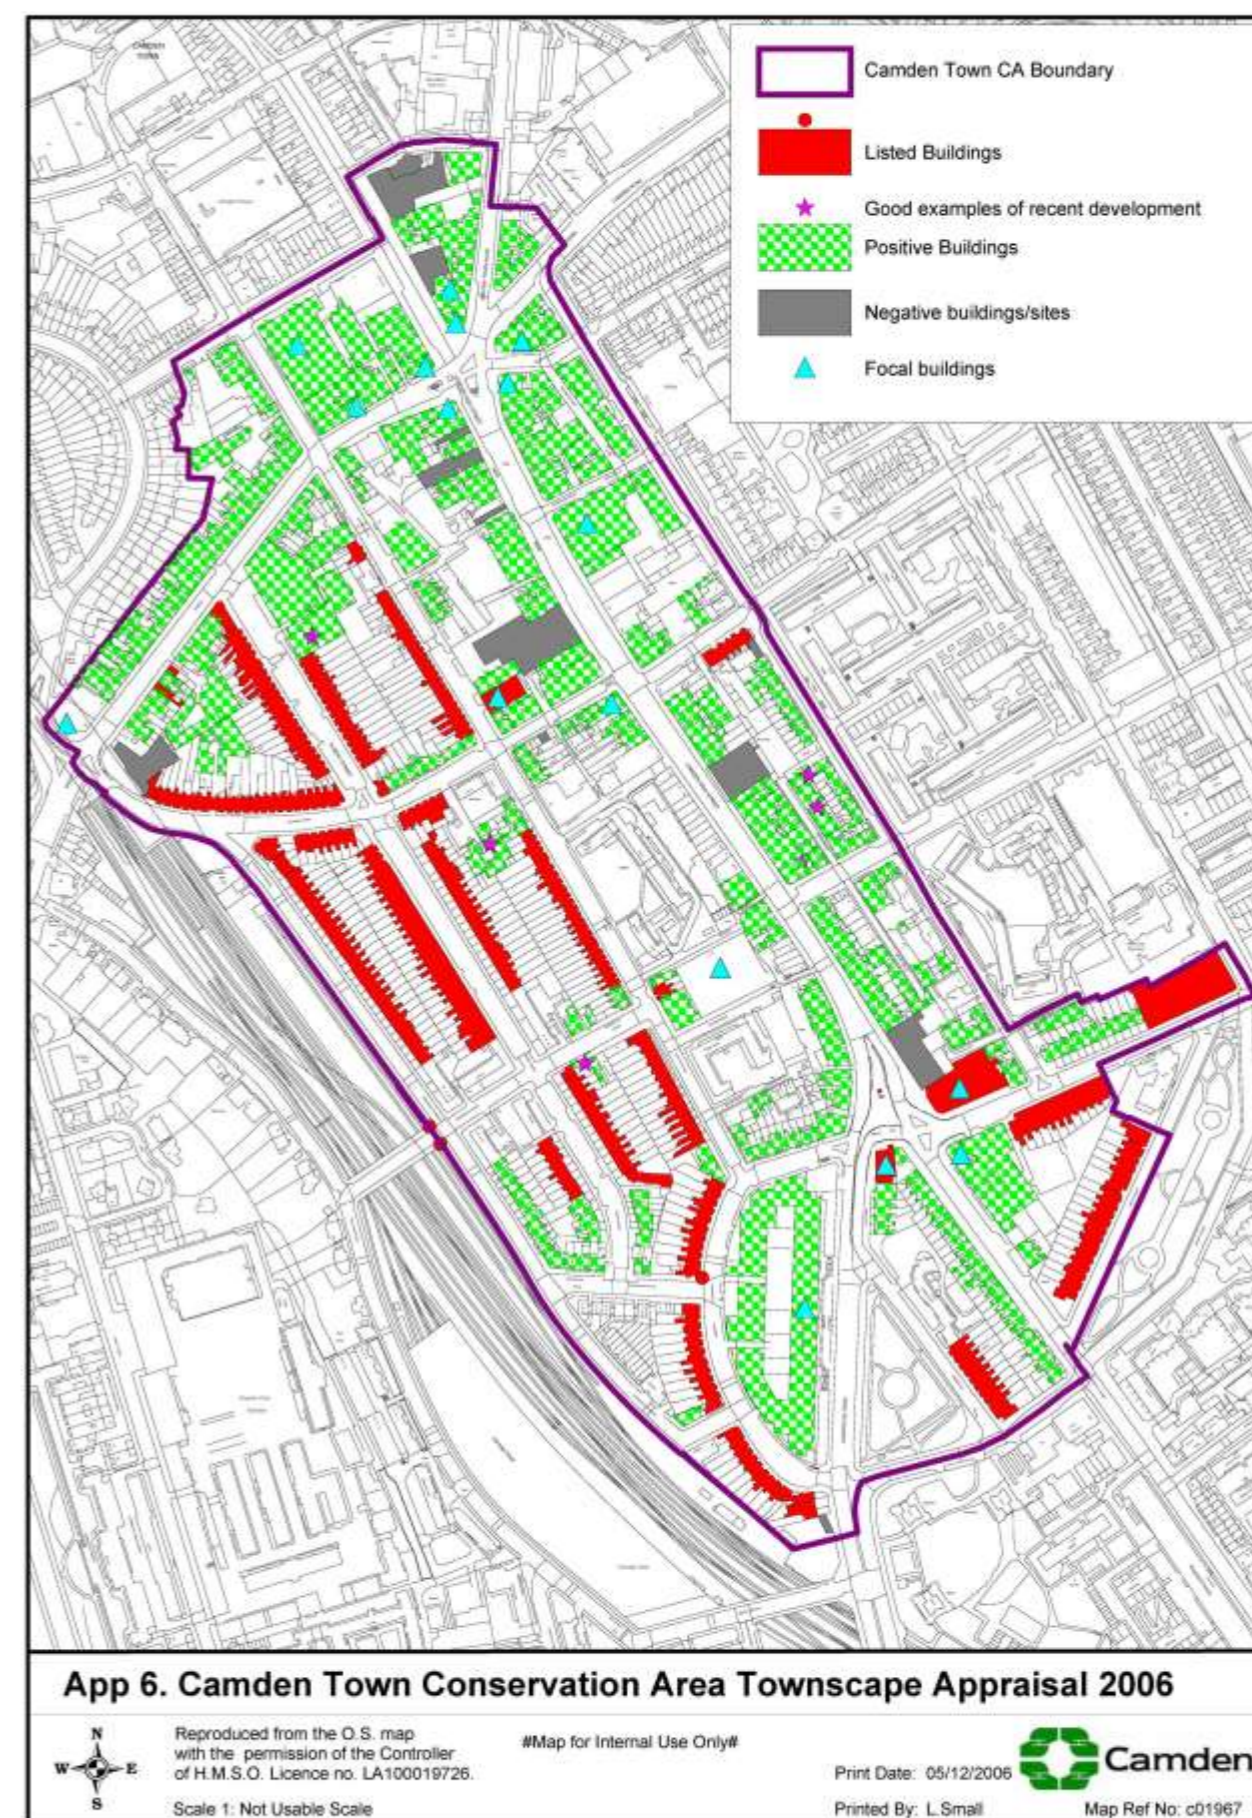 Camden Town CA Boundary
Listed Buildings
Good examples of recent development
Positive Buildings
Negative buildings/sites
Focal buildings
App 6. Camden Town Conservation Area Townscape Appraisal 2006
N
W E
S
Reproduced from the O.S. map
with the permission of the Controller
of H.M.S.O. Licence no. LA100019726.
Scale 1: Not Usable Scale
#Map for Internal Use Only#
Print Date: 05/12/2006
Printed By: L.Small
Camden
Map Ref No: c01967